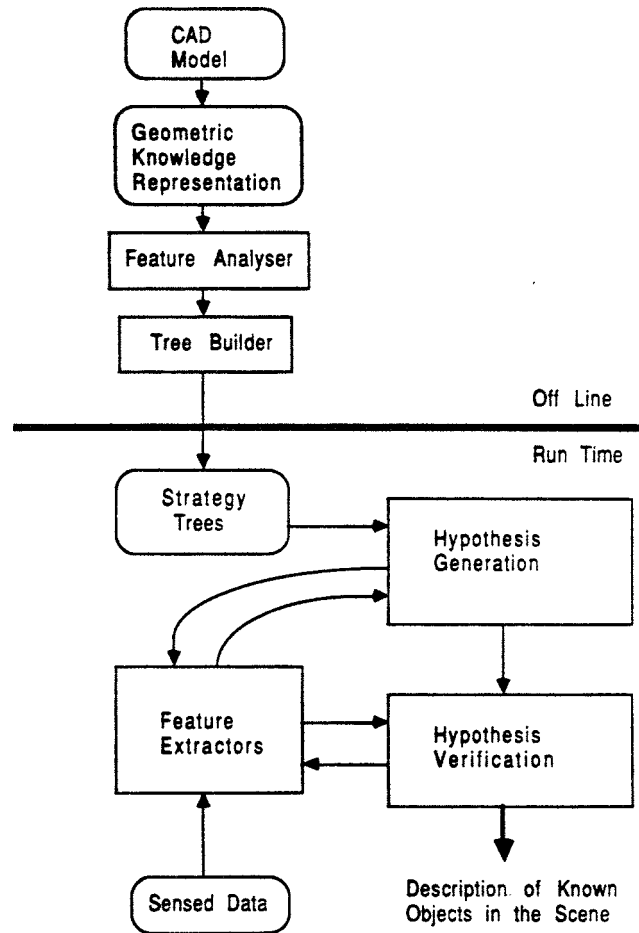 CAD
Model
Geometric
Knowledge
Representation
Feature Analyser
Tree Builder
Off Line
Run Time
Strategy
Trees
Hypothesis
Generation
Feature
Extractors
Hypothesis
Verification
Sensed Data
Description of Known
Objects in the Scene